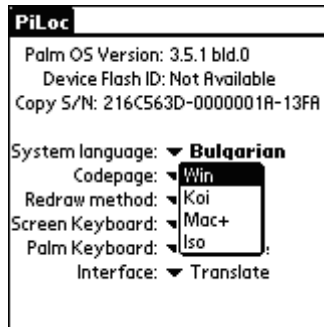 PiLoc
Palm OS Version: 3.5.1 bld.0
Device Flash ID: Not Available
Copy S/N: 216C563D-0000001A-13FA
System language: Bulgarian
Codepage: Win
Redraw method: Koi
Screen Keyboard: Mac+
Palm Keyboard: Iso
Interface: Translate